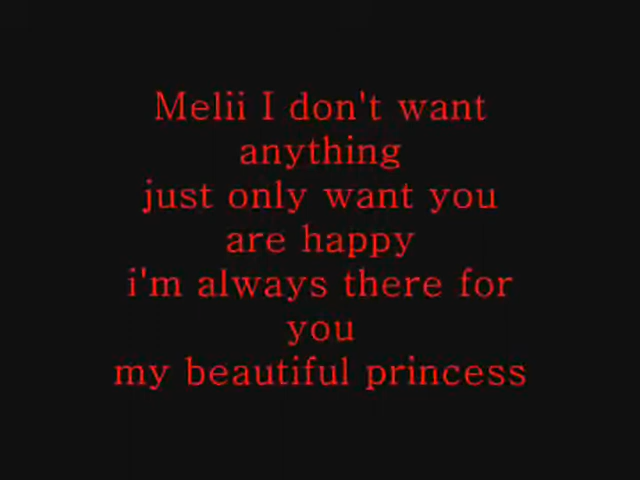 Melii I don't want
anything
just only want you
are happy
i'm always there for
you
my beautiful princess